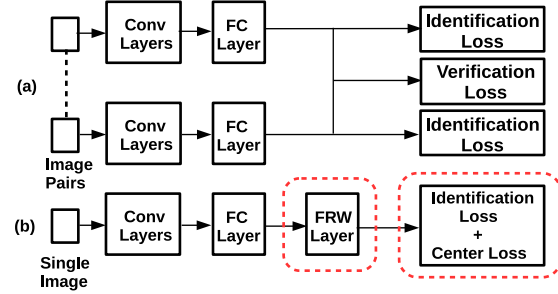 (a)
Conv
Layers
FC
Layer
Identification
Loss
Verification
Loss
Conv
Layers
FC
Layer
Identification
Loss
Image
Pairs
(b)
Conv
Layers
FC
Layer
FRW
Layer
Identification
Loss
+
Center Loss
Single
Image